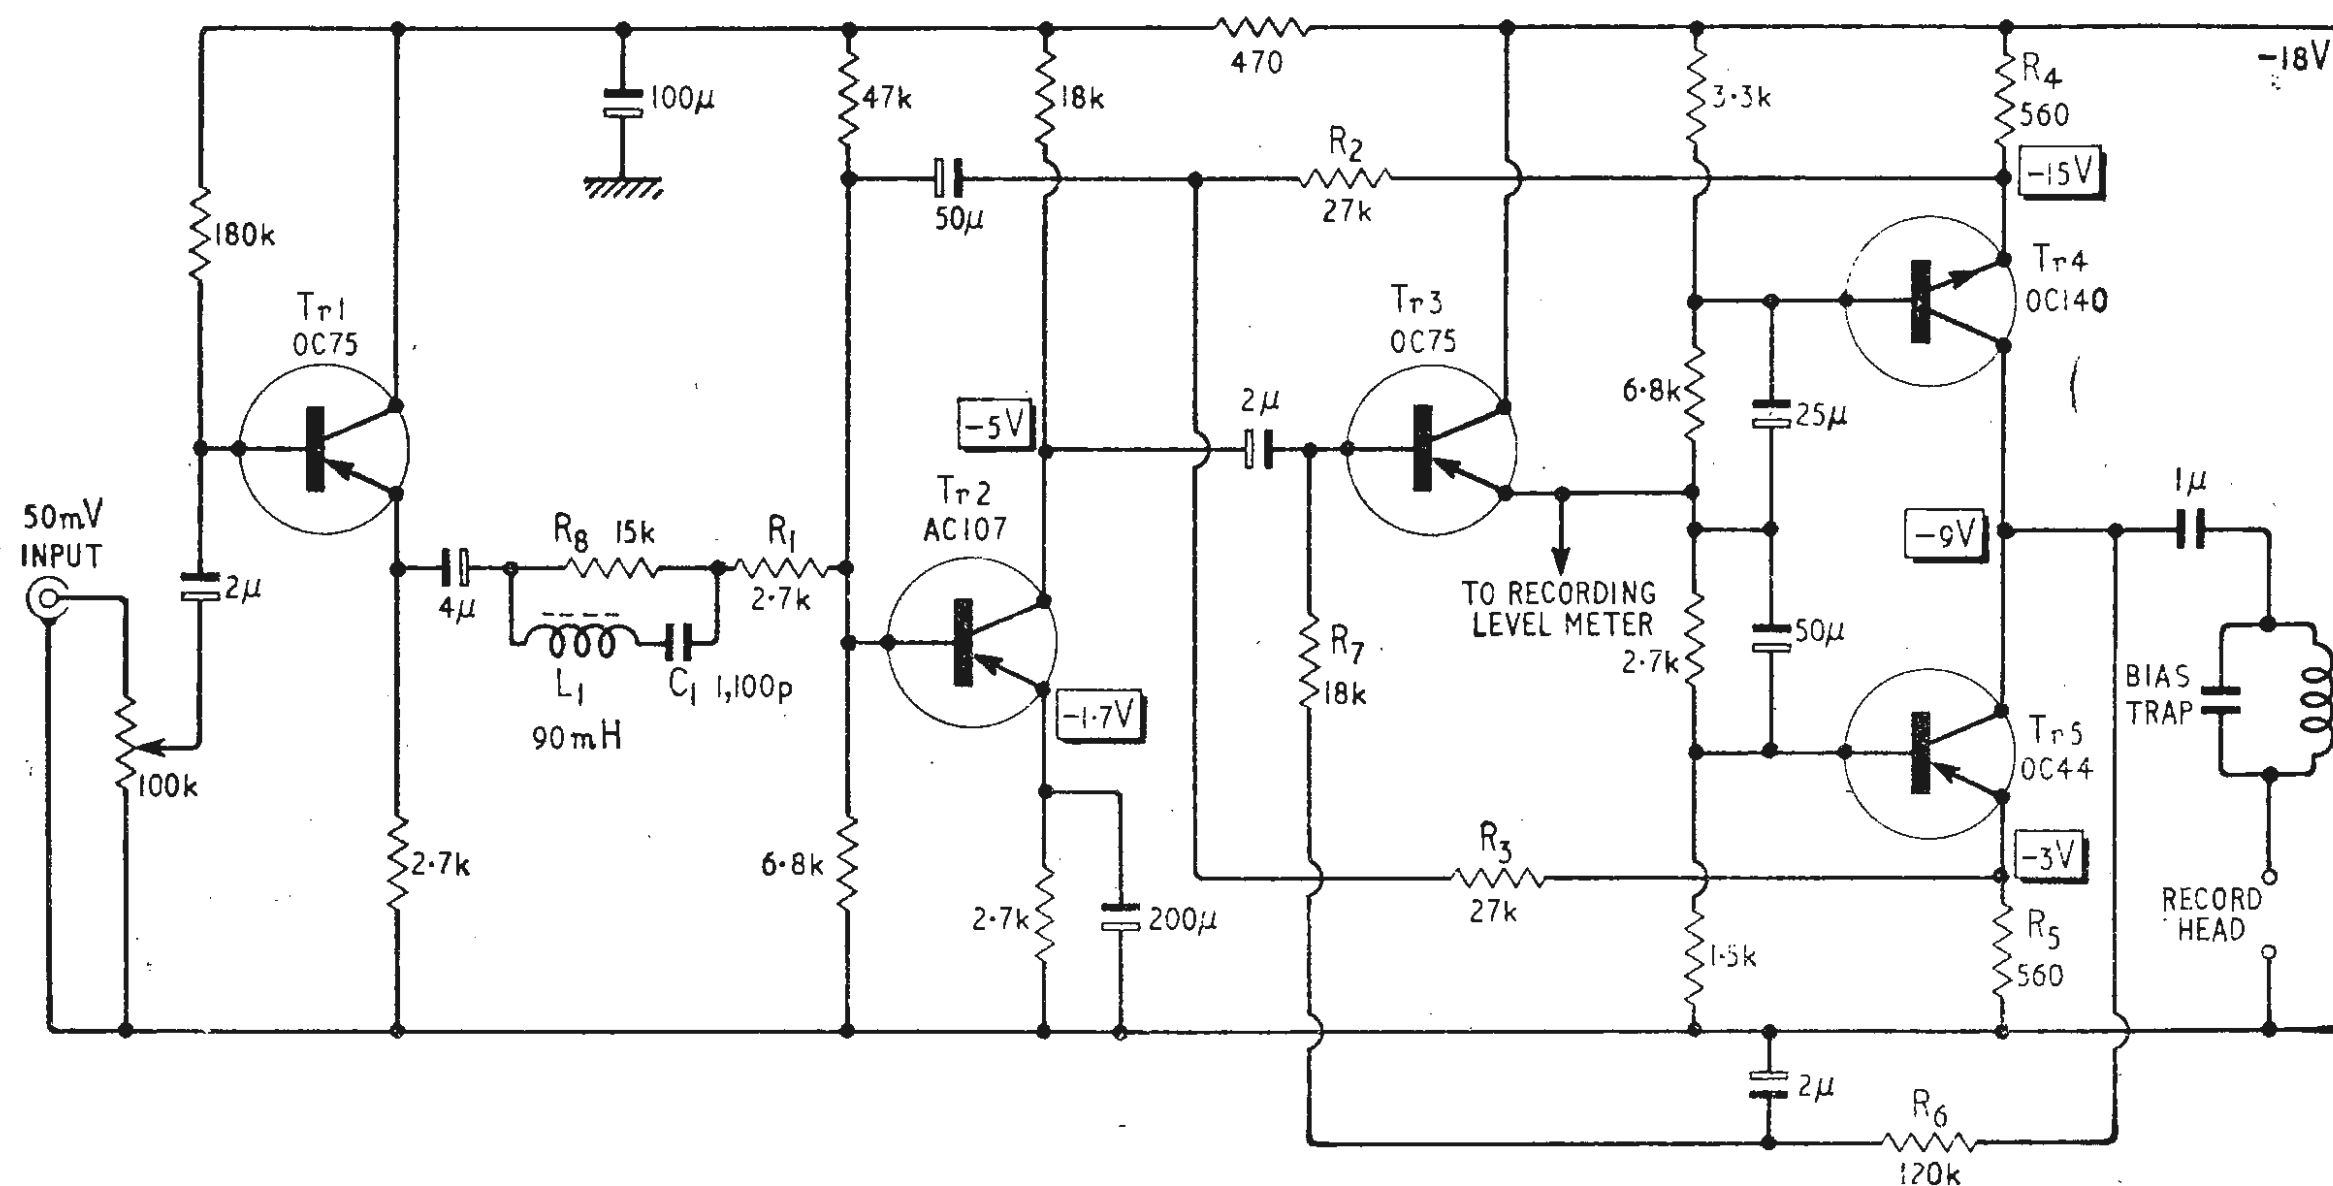 470
-18V
R4
560
100μ
47k
18k
3·3k
R2
27k
-15V
50μ
180k
Tr1
OC75
Tr3
OC75
Tr4
OC140
2μ
6·8k
25μ
-5V
Tr2
AC107
50mV
INPUT
2μ
4μ
R8 15k
R1
2·7k
L1
90mH
C1 1,100p
-1·7V
TO RECORDING
LEVEL METER
-9V
1μ
R7
18k
2·7k
50μ
BIAS
TRAP
Tr5
OC44
100k
2·7k
6·8k
2·7k
200μ
R3
27k
-3V
1·5k
R5
560
RECORD
HEAD
2μ
R6
120k